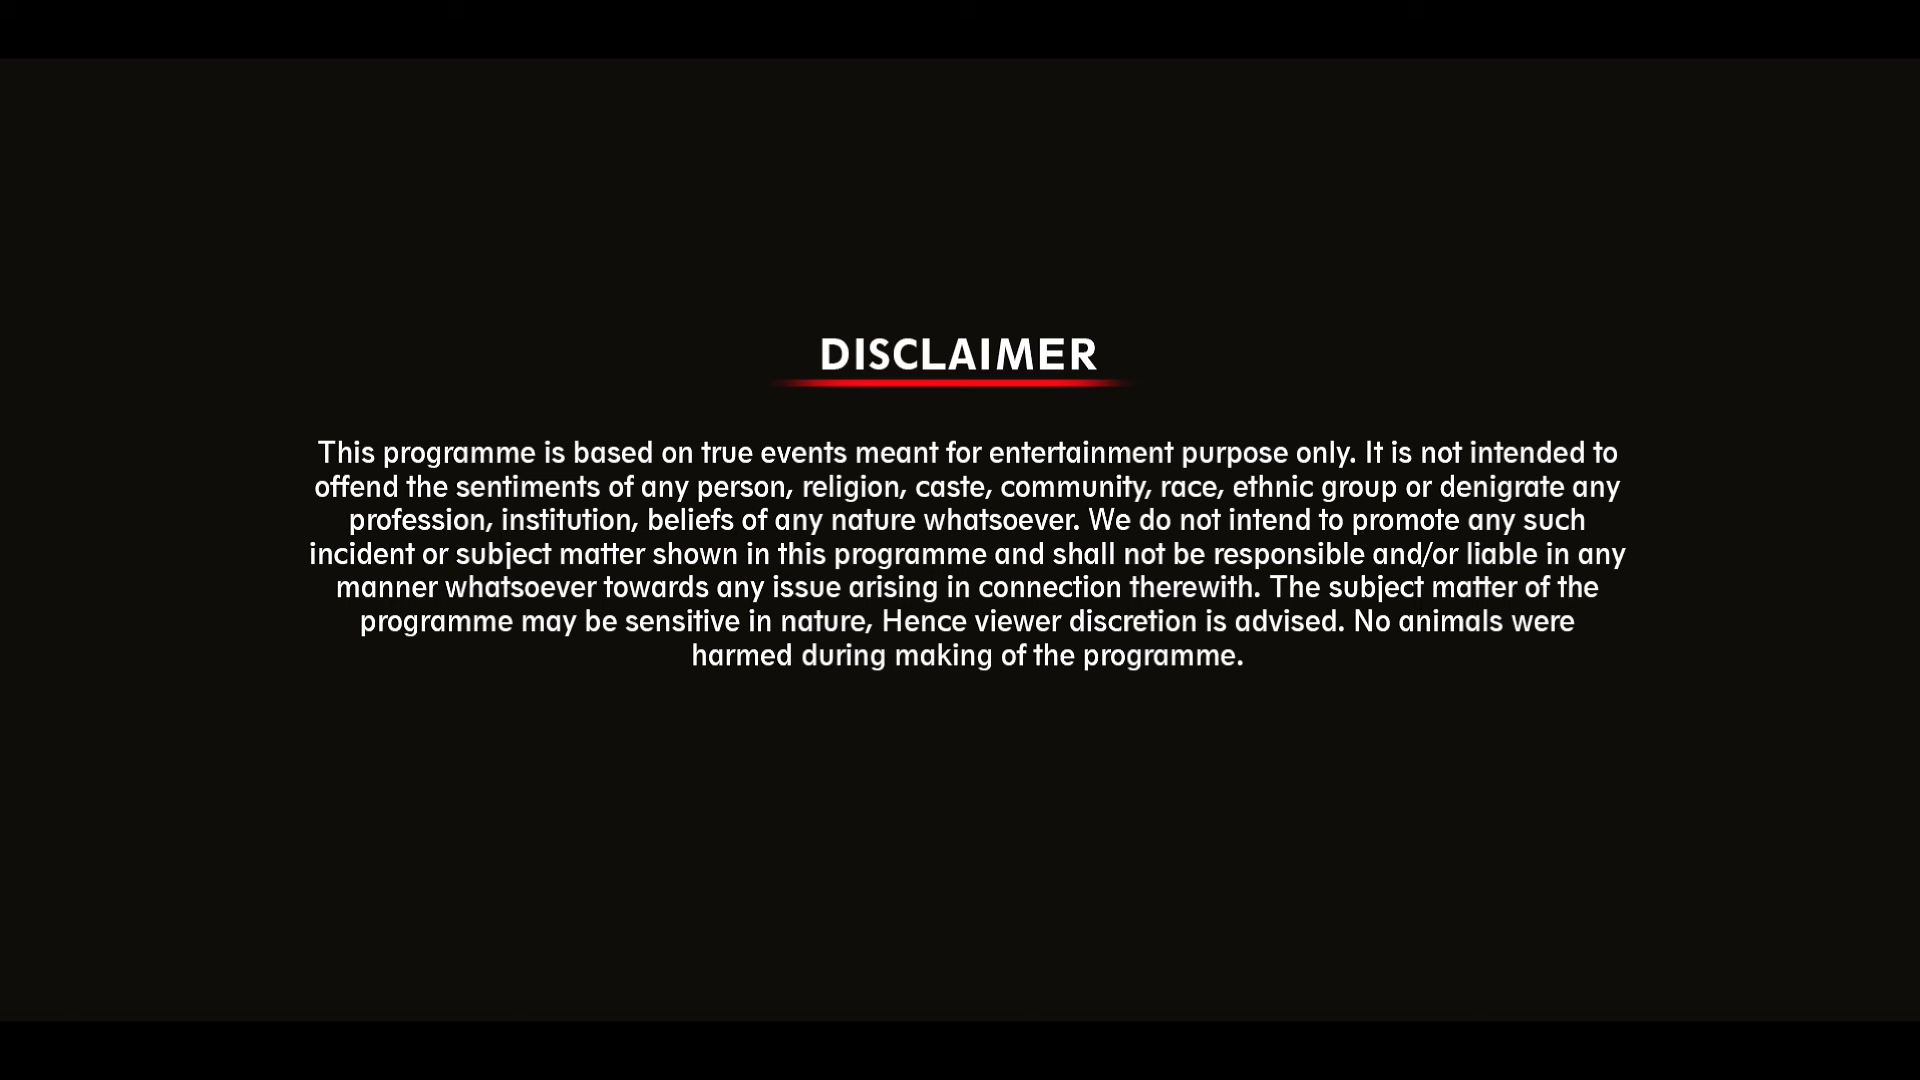 DISCLAIMER
This programme is based on true events meant for entertainment purpose only. It is not intended to
offend the sentiments of any person, religion, caste, community, race, ethnic group or denigrate any
profession, institution, beliefs of any nature whatsoever. We do not intend to promote any such
incident or subject matter shown in this programme and shall not be responsible and/or liable in any
manner whatsoever towards any issue arising in connection therewith. The subject matter of the
programme may be sensitive in nature, Hence viewer discretion is advised. No animals were
harmed during making of the programme.